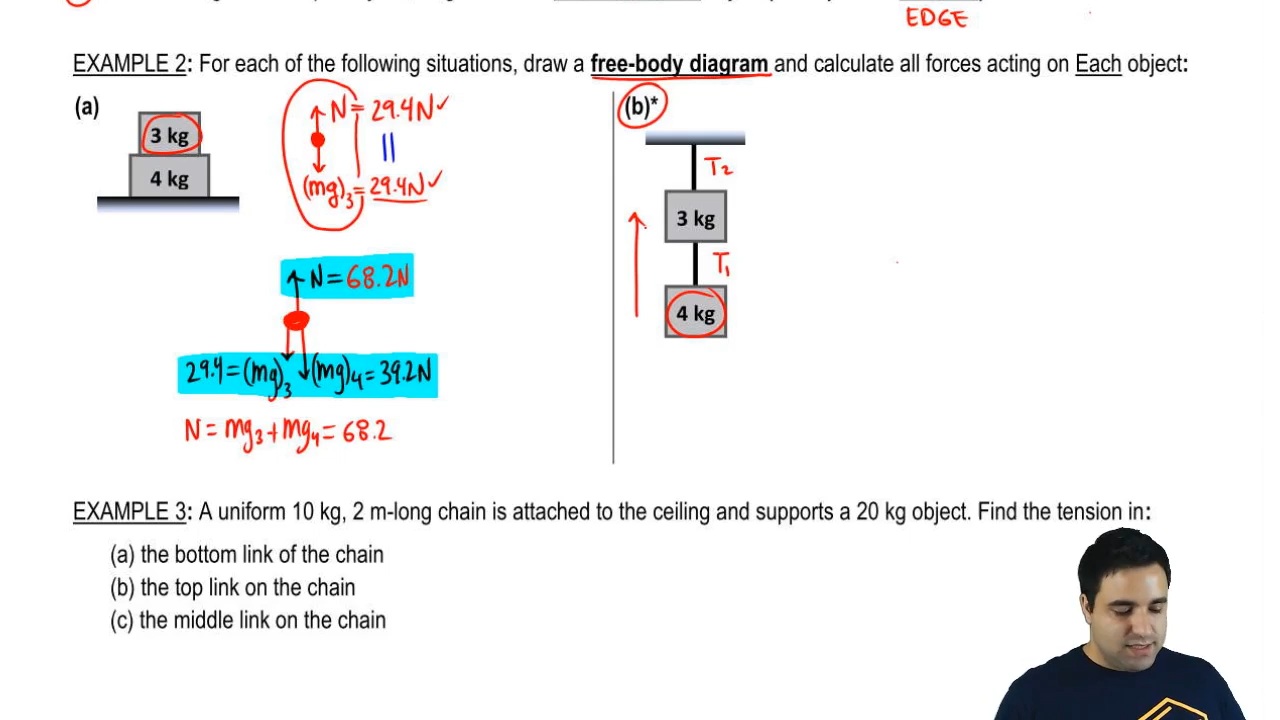 EDGE
EXAMPLE 2: For each of the following situations, draw a free-body diagram and calculate all forces acting on Each object:
(a)
3 kg
4 kg
N = 29.4N ✓
(mg)₃ = 29.4N ✓
N = 68.2N
29.4 = (mg)₃ (mg)₄ = 39.2N
N = mg₃ + mg₄ = 68.2
(b)*
T₂
3 kg
T₁
4 kg
EXAMPLE 3: A uniform 10 kg, 2 m-long chain is attached to the ceiling and supports a 20 kg object. Find the tension in:
(a) the bottom link of the chain
(b) the top link on the chain
(c) the middle link on the chain